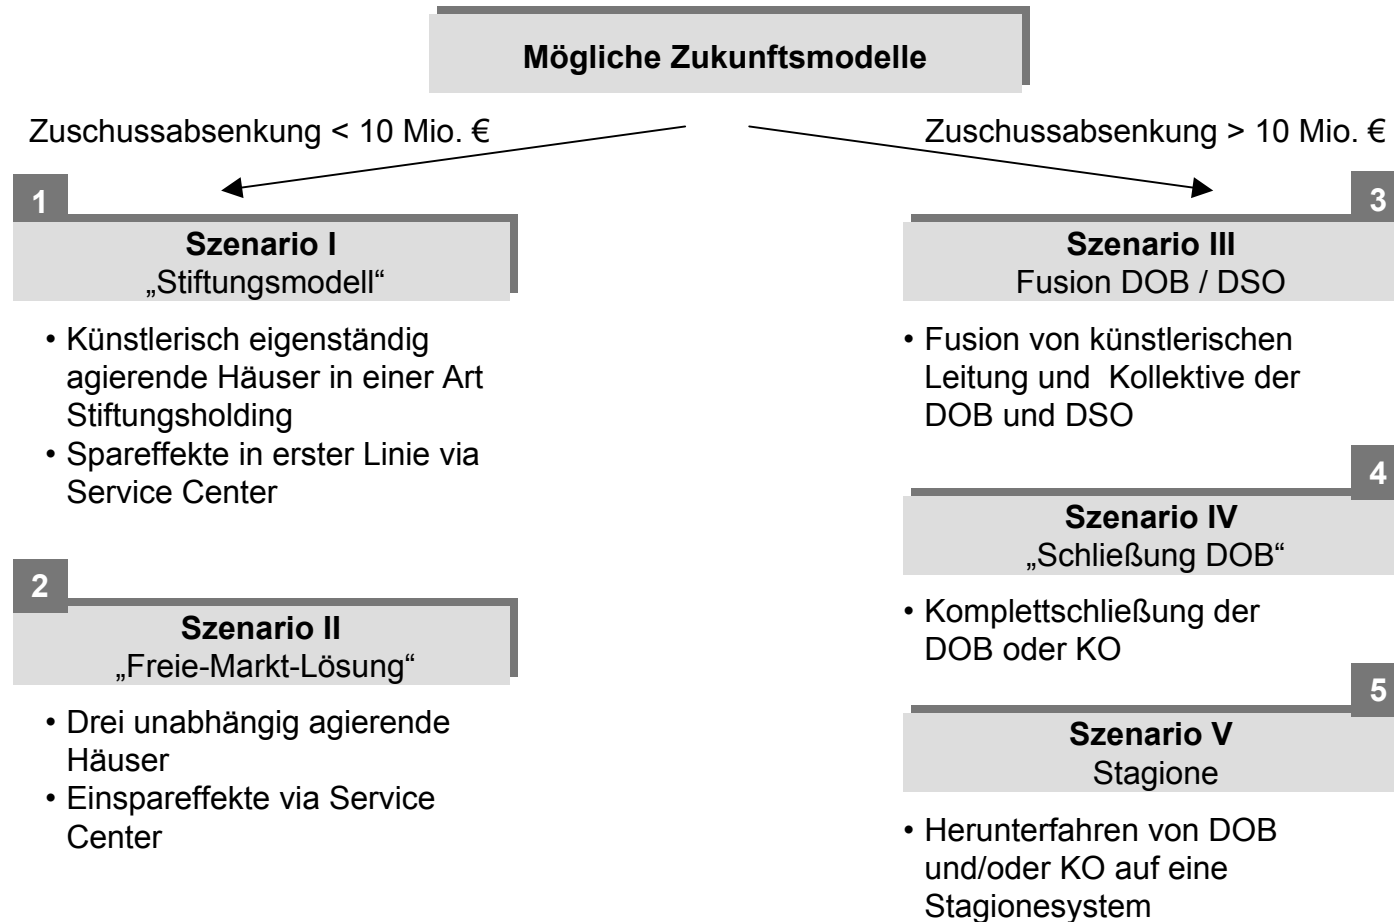 Mögliche Zukunftsmodelle
Zuschussabsenkung < 10 Mio. €
Zuschussabsenkung > 10 Mio. €
1
Szenario I
„Stiftungsmodell“
• Künstlerisch eigenständig
agierende Häuser in einer Art
Stiftungsholding
• Spareffekte in erster Linie via
Service Center
2
Szenario II
„Freie-Markt-Lösung“
• Drei unabhängig agierende
Häuser
• Einspareffekte via Service
Center
3
Szenario III
Fusion DOB / DSO
• Fusion von künstlerischen
Leitung und Kollektive der
DOB und DSO
4
Szenario IV
„Schließung DOB“
• Komplettschließung der
DOB oder KO
5
Szenario V
Stagione
• Herunterfahren von DOB
und/oder KO auf eine
Stagionesystem